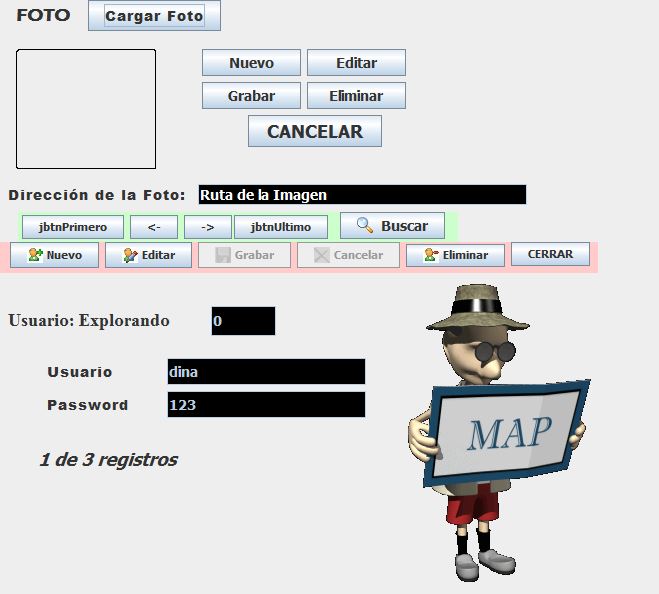 FOTO Cargar Foto
Nuevo Editar
Grabar Eliminar
CANCELAR
Dirección de la Foto: Ruta de la Imagen
jbtnPrimero <- -> jbtnUltimo Buscar
Nuevo Editar Grabar Cancelar Eliminar CERRAR
Usuario: Explorando 0
Usuario dina
Password 123
MAP
1 de 3 registros